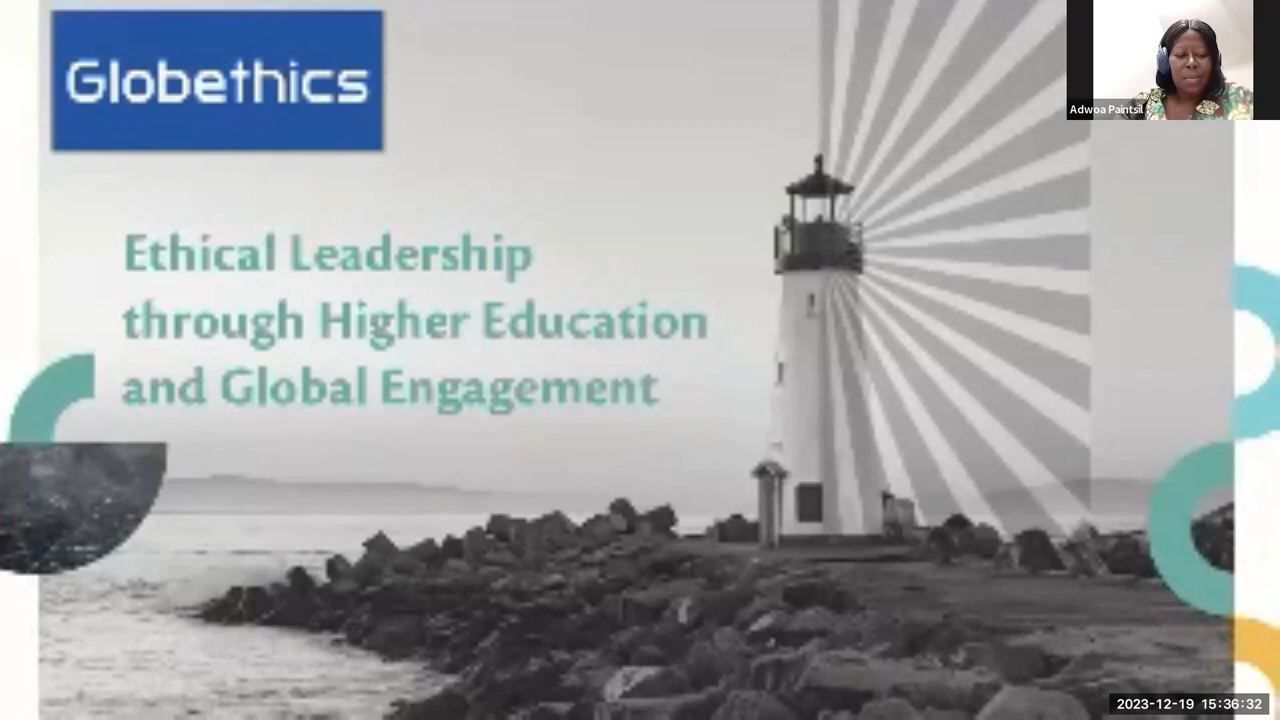 Globethics
Adwoa Paintsil
Ethical Leadership
through Higher Education
and Global Engagement
2023-12-19 15:36:32